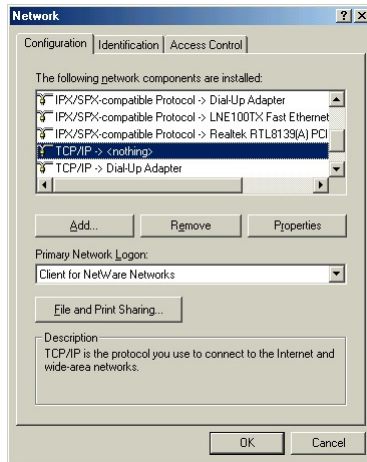 Network
Configuration Identification Access Control
The following network components are installed:
IPX/SPX-compatible Protocol -> Dial-Up Adapter
IPX/SPX-compatible Protocol -> LNE100TX Fast Ethernet
IPX/SPX-compatible Protocol -> Realtek RTL8139(A) PCI
TCP/IP -> <nothing>
TCP/IP -> Dial-Up Adapter
Add... Remove Properties
Primary Network Logon:
Client for NetWare Networks
File and Print Sharing...
Description
TCP/IP is the protocol you use to connect to the Internet and
wide-area networks.
OK Cancel